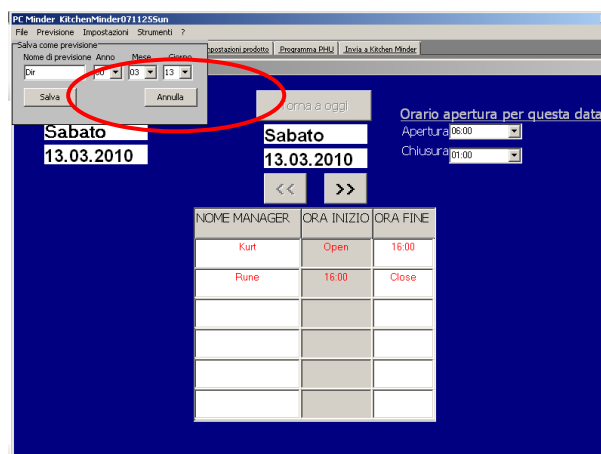 PC Minder KitchenMinder071125Sun
File Previsione Impostazioni Strumenti ?
Salva come previsione
Nome di previsione Anno Mese Giorno
Dir 03 13
Salva Annulla
Impostazioni prodotto Programma PHU Invia a Kitchen Minder
Torna a oggi
Orario apertura per questa data
Sabato
13.03.2010
Sabato
13.03.2010
Apertura 06:00
Chiusura 01:00
<< >>
NOME MANAGER ORA INIZIO ORA FINE
Kurt Open 16:00
Rune 16:00 Close